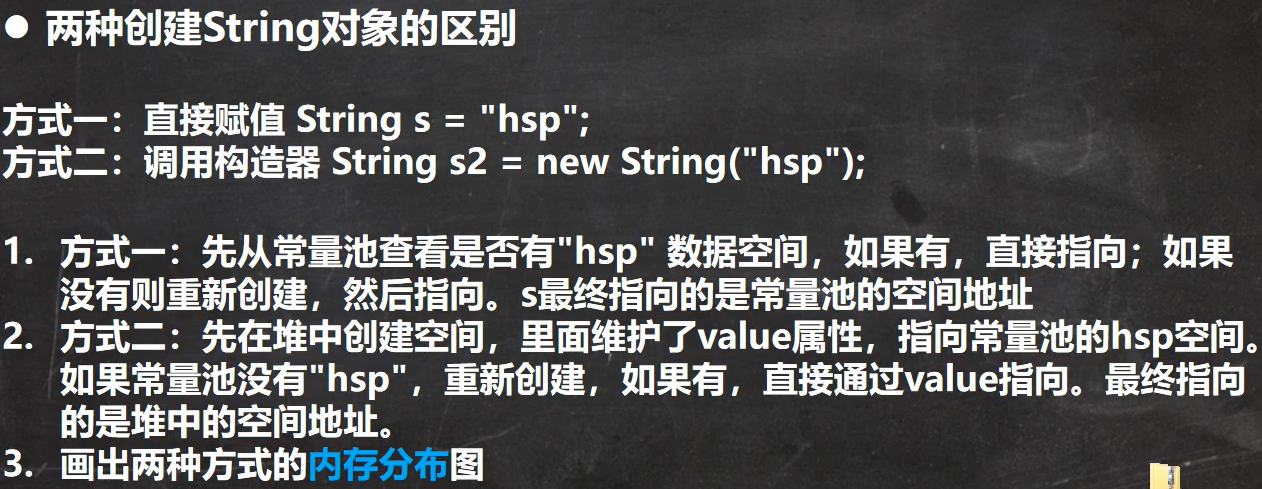 ● 两种创建String对象的区别
方式一：直接赋值 String s = "hsp";
方式二：调用构造器 String s2 = new String("hsp");
1. 方式一：先从常量池查看是否有"hsp" 数据空间，如果有，直接指向；如果
没有则重新创建，然后指向。s最终指向的是常量池的空间地址
2. 方式二：先在堆中创建空间，里面维护了value属性，指向常量池的hsp空间。
如果常量池没有"hsp"，重新创建，如果有，直接通过value指向。最终指向
的是堆中的空间地址。
3. 画出两种方式的内存分布图